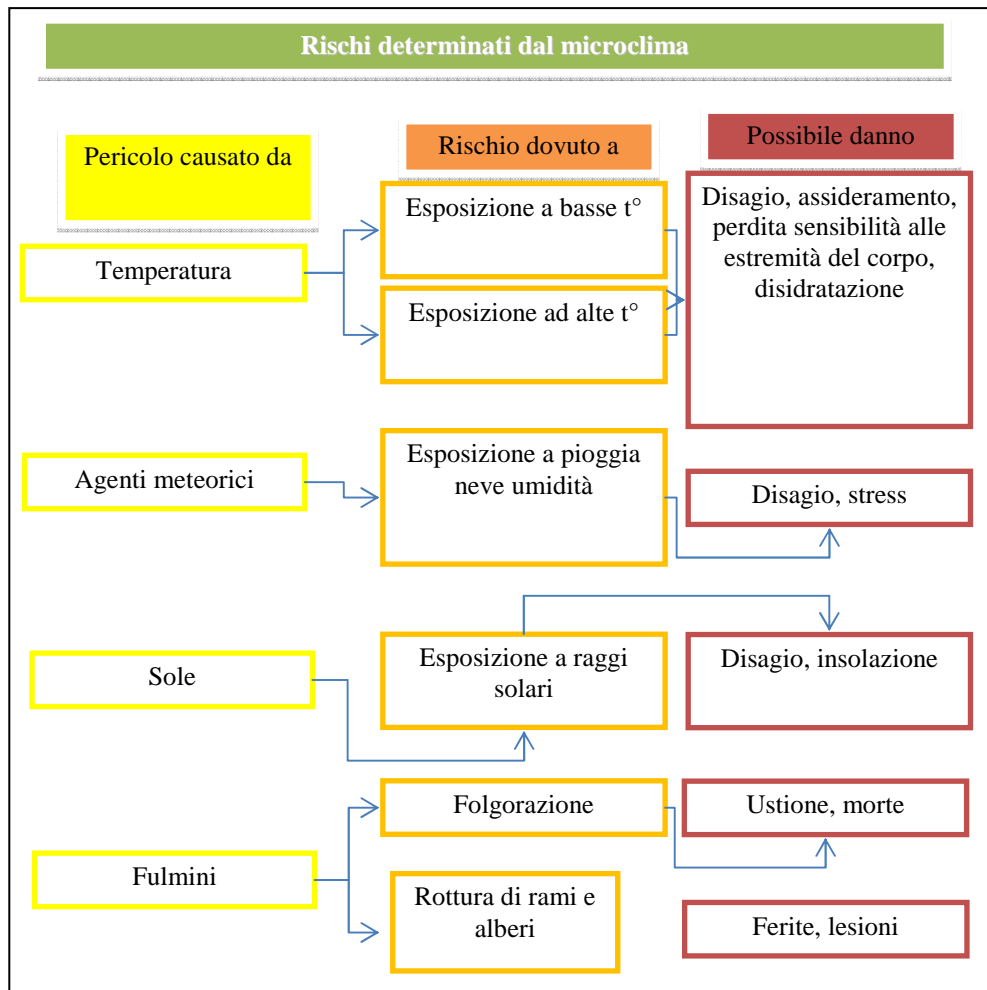 Rischi determinati dal microclima
Pericolo causato da
Rischio dovuto a
Possibile danno
Temperatura
Esposizione a basse t°
Esposizione ad alte t°
Disagio, assideramento,
perdita sensibilità alle
estremità del corpo,
disidratazione
Agenti meteorici
Esposizione a pioggia
neve umidità
Disagio, stress
Sole
Esposizione a raggi
solari
Disagio, insolazione
Fulmini
Folgorazione
Ustione, morte
Rottura di rami e
alberi
Ferite, lesioni